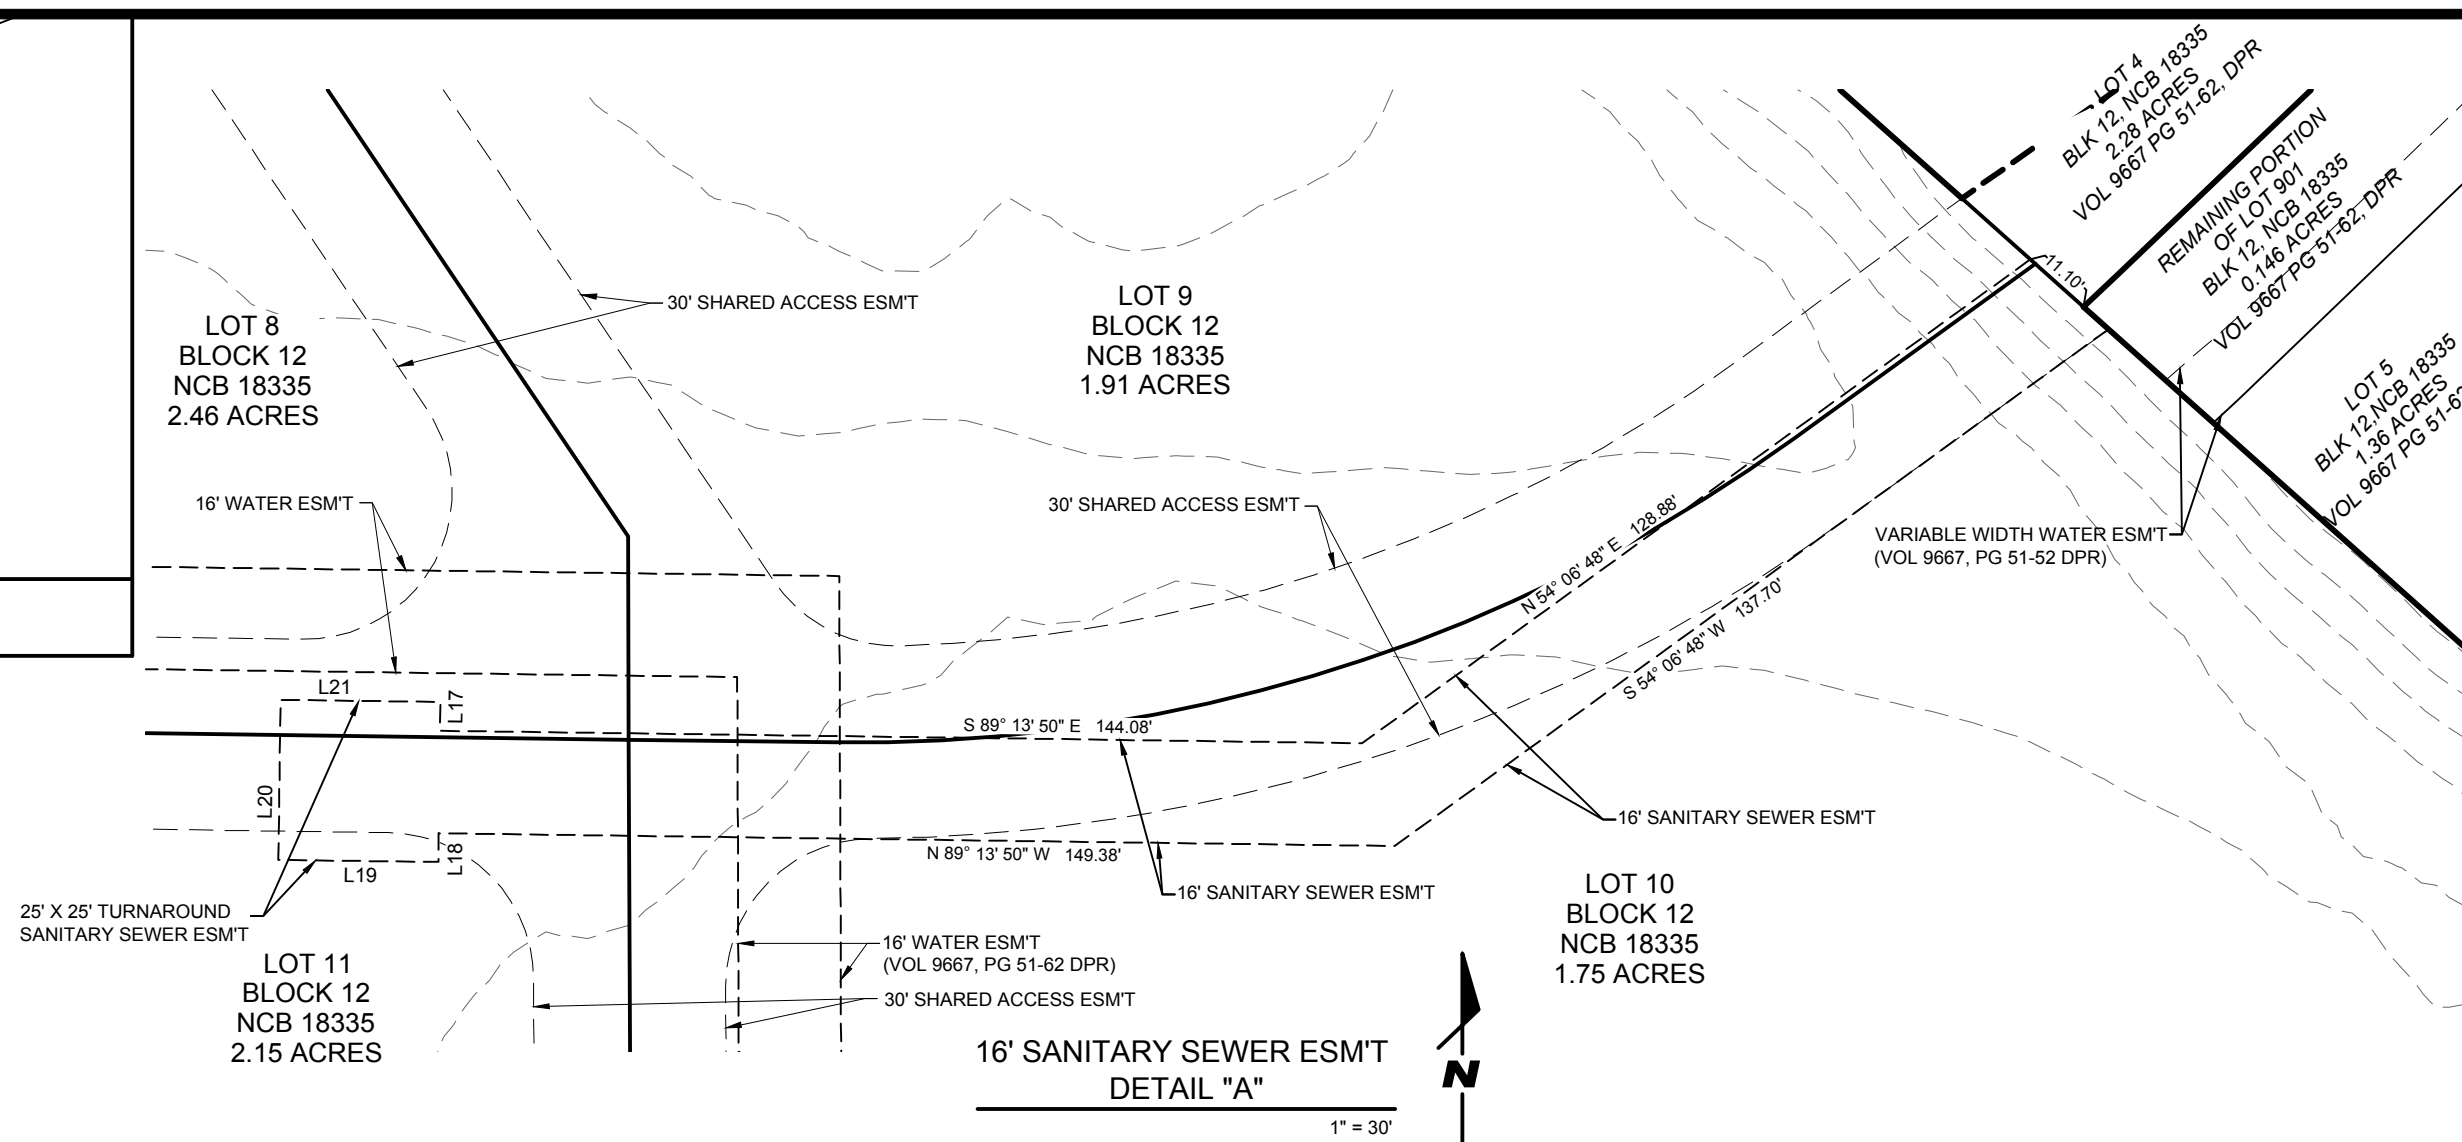 LOT 4
BLK 12, NCB 18335
2.28 ACRES
VOL 9667 PG 51-62, DPR
REMAINING PORTION
OF LOT 901
BLK 12, NCB 18335
0.146 ACRES
VOL 9667 PG 51-62, DPR
11.10'
30' SHARED ACCESS ESM'T
LOT 9
BLOCK 12
NCB 18335
1.91 ACRES
LOT 8
BLOCK 12
NCB 18335
2.46 ACRES
LOT 5
BLK 12,NCB 18335
1.36 ACRES
VOL 9667 PG 51-6
16' WATER ESM'T
30' SHARED ACCESS ESM'T
N 54° 06' 48" E 128.88'
S 54° 06' 48" W 137.70'
VARIABLE WIDTH WATER ESM'T
(VOL 9667, PG 51-52 DPR)
L21
L17
S 89° 13' 50" E 144.08'
L20
L18
L19
N 89° 13' 50" W 149.38'
16' SANITARY SEWER ESM'T
16' SANITARY SEWER ESM'T
25' X 25' TURNAROUND
SANITARY SEWER ESM'T
LOT 10
BLOCK 12
NCB 18335
1.75 ACRES
LOT 11
BLOCK 12
NCB 18335
2.15 ACRES
16' WATER ESM'T
(VOL 9667, PG 51-62 DPR)
30' SHARED ACCESS ESM'T
16' SANITARY SEWER ESM'T
DETAIL "A"
1" = 30'
N